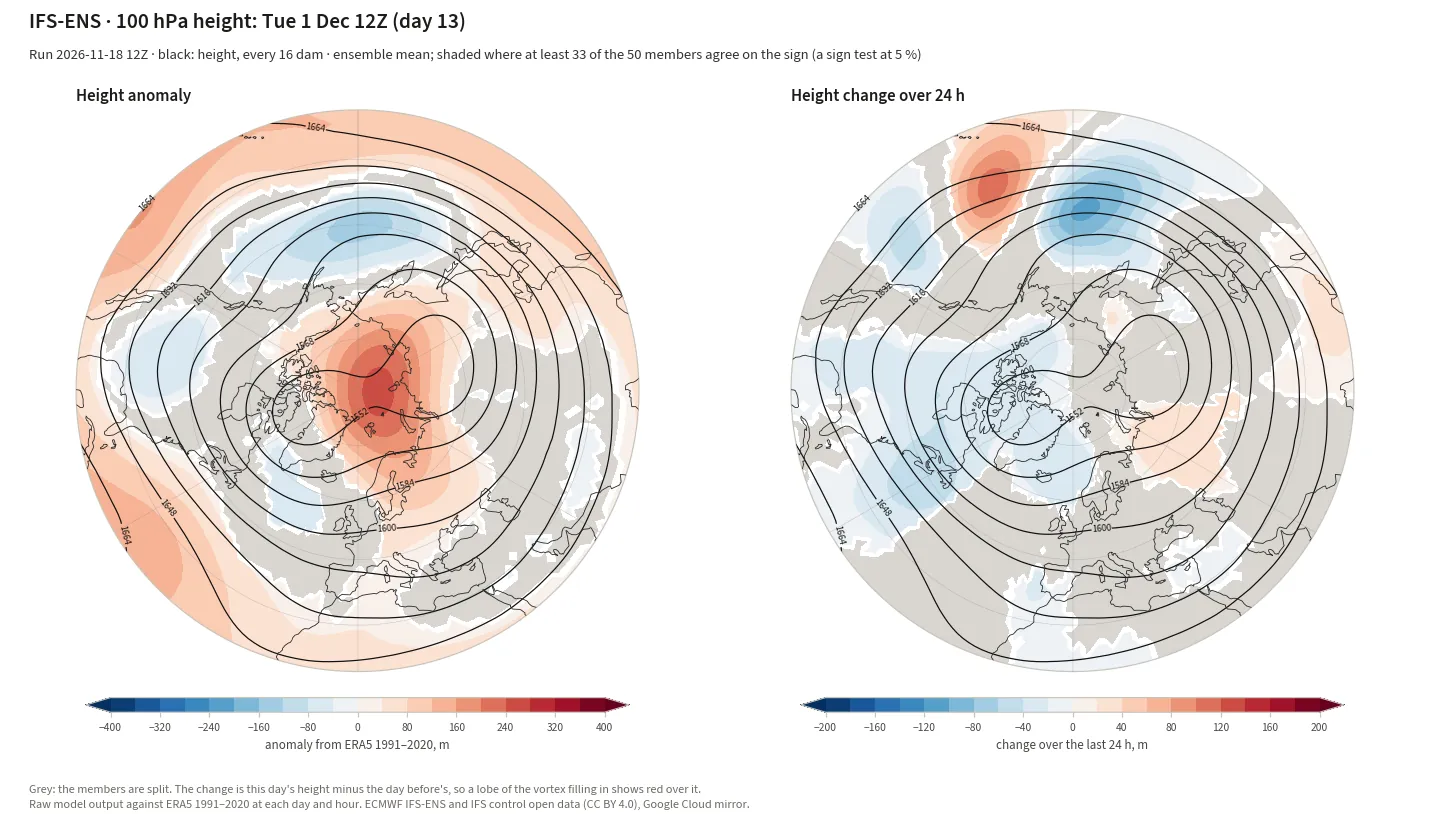 IFS-ENS · 100 hPa height: Tue 1 Dec 12Z (day 13)
Run 2026-11-18 12Z · black: height, every 16 dam · ensemble mean; shaded where at least 33 of the 50 members agree on the sign (a sign test at 5 %)
Height anomaly
Height change over 24 h
1664
1664
1632
1616
1568
1552
1584
1600
1648
1664
1664
1664
1632
1616
1568
1552
1584
1600
1648
1664
−400 −320 −240 −160 −80 0 80 160 240 320 400
anomaly from ERA5 1991–2020, m
−200 −160 −120 −80 −40 0 40 80 120 160 200
change over the last 24 h, m
Grey: the members are split. The change is this day's height minus the day before's, so a lobe of the vortex filling in shows red over it.
Raw model output against ERA5 1991–2020 at each day and hour. ECMWF IFS-ENS and IFS control open data (CC BY 4.0), Google Cloud mirror.